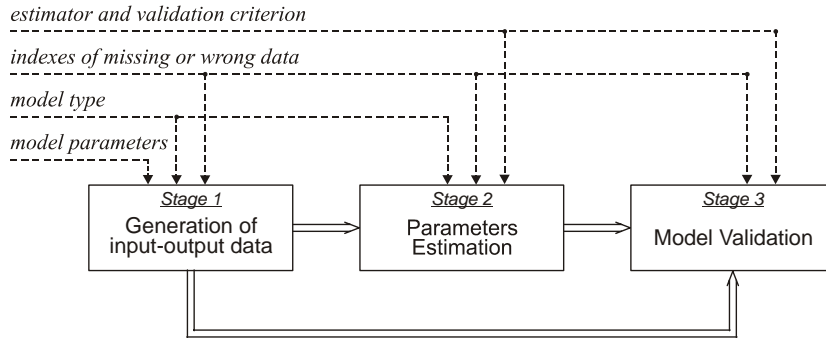 estimator and validation criterion
indexes of missing or wrong data
model type
model parameters
Stage 1
Generation of
input-output data
Stage 2
Parameters
Estimation
Stage 3
Model Validation